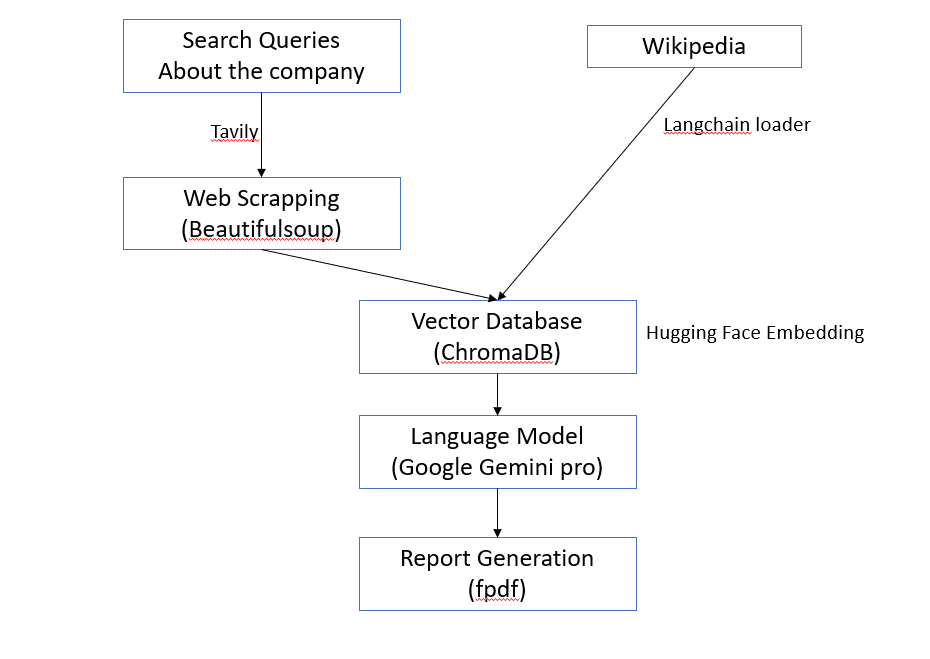 Search Queries
About the company
Wikipedia
Tavily
Langchain loader
Web Scrapping
(Beautifulsoup)
Vector Database
(ChromaDB)
Hugging Face Embedding
Language Model
(Google Gemini pro)
Report Generation
(fpdf)